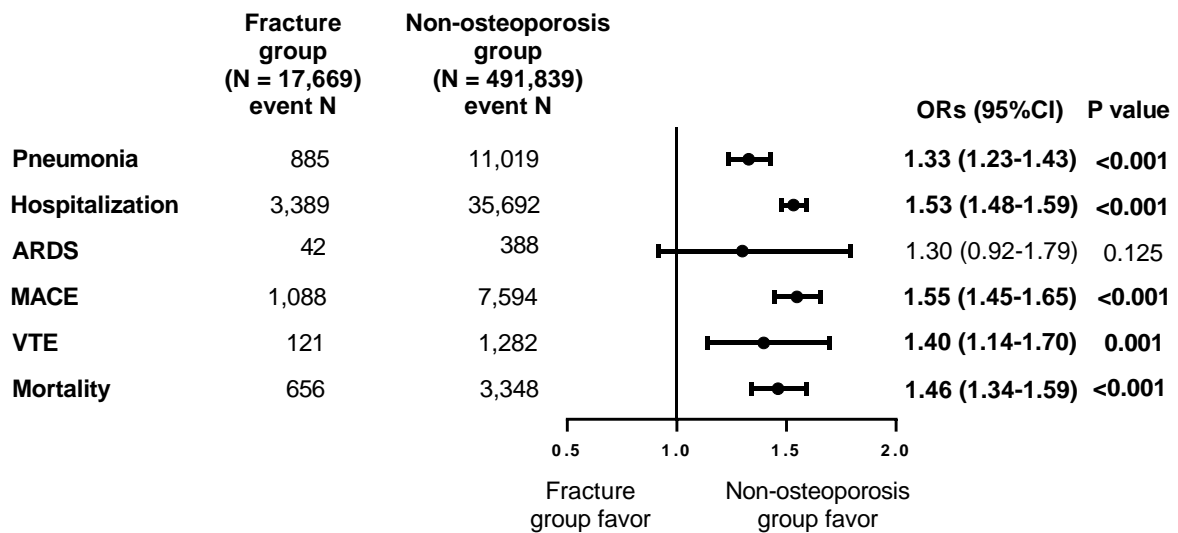 Fracture group (N = 17,669) event N
Non-osteoporosis group (N = 491,839) event N
ORs (95%CI) P value
Pneumonia 885 11,019 1.33 (1.23-1.43) <0.001
Hospitalization 3,389 35,692 1.53 (1.48-1.59) <0.001
ARDS 42 388 1.30 (0.92-1.79) 0.125
MACE 1,088 7,594 1.55 (1.45-1.65) <0.001
VTE 121 1,282 1.40 (1.14-1.70) 0.001
Mortality 656 3,348 1.46 (1.34-1.59) <0.001
0.5 1.0 1.5 2.0
Fracture group favor
Non-osteoporosis group favor